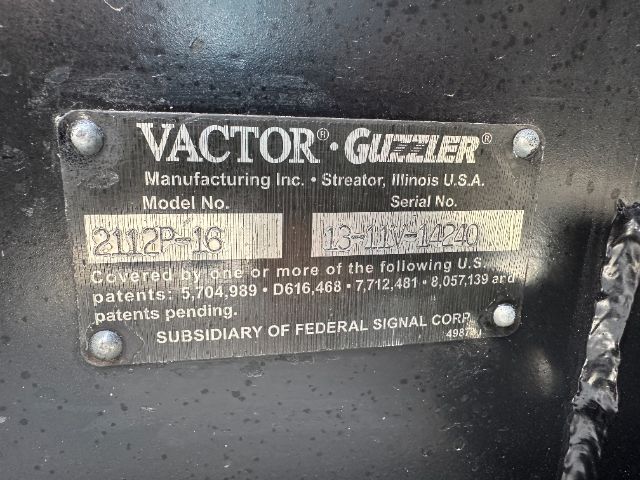 VACTOR® · GUZZLER®
Manufacturing Inc. • Streator, Illinois U.S.A.
Model No. Serial No.
2112P-16 13-11V-14240
Covered by one or more of the following U.S.
patents: 5,704,989 • D616,468 • 7,712,481 • 8,057,139 and
patents pending.
SUBSIDIARY OF FEDERAL SIGNAL CORP.